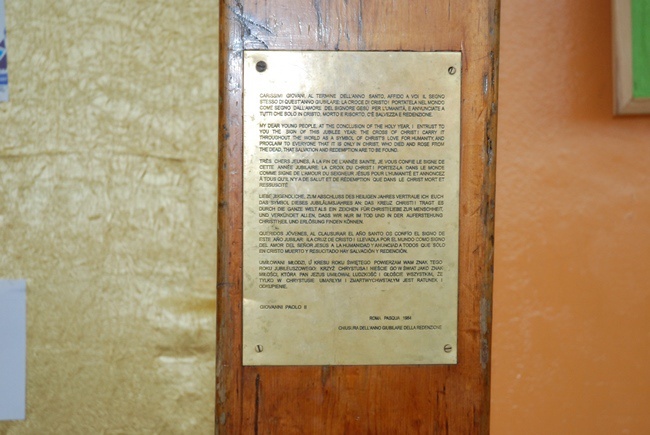 CARISSIMI GIOVANI, AL TERMINE DELL'ANNO SANTO, AFFIDO A VOI IL SEGNO
STESSO DI QUEST'ANNO GIUBILARE: LA CROCE DI CRISTO! PORTATELA NEL MONDO
COME SEGNO DELL'AMORE DEL SIGNORE GESÙ PER L'UMANITÀ, E ANNUNCIATE A
TUTTI CHE SOLO IN CRISTO, MORTO E RISORTO, C'È SALVEZZA E REDENZIONE.
MY DEAR YOUNG PEOPLE, AT THE CONCLUSION OF THE HOLY YEAR, I ENTRUST TO
YOU THE SIGN OF THIS JUBILEE YEAR: THE CROSS OF CHRIST! CARRY IT
THROUGHOUT THE WORLD AS A SYMBOL OF CHRIST'S LOVE FOR HUMANITY, AND
PROCLAIM TO EVERYONE THAT IT IS ONLY IN CHRIST, WHO DIED AND ROSE FROM
THE DEAD, THAT SALVATION AND REDEMPTION ARE TO BE FOUND.
TRÈS CHERS JEUNES, À LA FIN DE L'ANNÉE SAINTE, JE VOUS CONFIE LE SIGNE DE
CETTE ANNÉE JUBILAIRE: LA CROIX DU CHRIST! PORTEZ-LA DANS LE MONDE
COMME SIGNE DE L'AMOUR DU SEIGNEUR JÉSUS POUR L'HUMANITÉ ET ANNONCEZ
À TOUS QU'IL N'Y A DE SALUT ET DE RÉDEMPTION QUE DANS LE CHRIST MORT ET
RESSUSCITÉ
LIEBE JUGENDLICHE, ZUM ABSCHLUSS DES HEILIGEN JAHRES VERTRAUE ICH EUCH
DAS SYMBOL DIESES JUBILÄUMSJAHRES AN: DAS KREUZ CHRISTI! TRAGT ES
DURCH DIE GANZE WELT ALS EIN ZEICHEN FÜR CHRISTI LIEBE ZUR MENSCHHEIT,
UND VERKÜNDET ALLEN, DASS WIR NUR IM TOD UND IN DER AUFERSTEHUNG
CHRISTI HEIL UND ERLÖSUNG FINDEN KÖNNEN.
QUERIDOS JÓVENES, AL CLAUSURAR EL AÑO SANTO OS CONFÍO EL SIGNO DE
ESTE AÑO JUBILAR: ¡LA CRUZ DE CRISTO! LLEVADLA POR EL MUNDO COMO SIGNO
DEL AMOR DEL SEÑOR JESÚS A LA HUMANIDAD Y ANUNCIAD A TODOS QUE SÓLO
EN CRISTO MUERTO Y RESUCITADO HAY SALVACIÓN Y REDENCIÓN.
UMIŁOWANI MŁODZI, U KRESU ROKU ŚWIĘTEGO POWIERZAM WAM ZNAK TEGO
ROKU JUBILEUSZOWEGO: KRZYŻ CHRYSTUSA! NIEŚCIE GO W ŚWIAT JAKO ZNAK
MIŁOŚCI, KTÓRĄ PAN JEZUS UMIŁOWAŁ LUDZKOŚĆ I GŁOŚCIE WSZYSTKIM, ŻE
TYLKO W CHRYSTUSIE UMARŁYM I ZMARTWYCHWSTAŁYM JEST RATUNEK I
ODKUPIENIE.
GIOVANNI PAOLO II
ROMA, PASQUA 1984
CHIUSURA DELL'ANNO GIUBILARE DELLA REDENZIONE